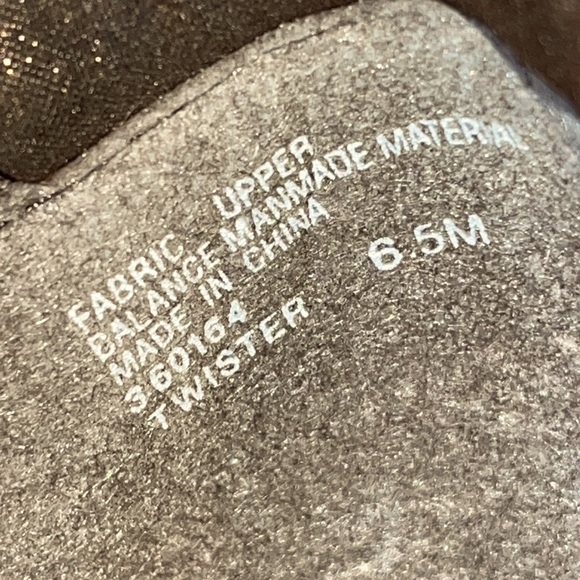 FABRIC UPPER
BALANCE MANMADE MATERIAL
MADE IN CHINA
360164 6.5M
TWISTER